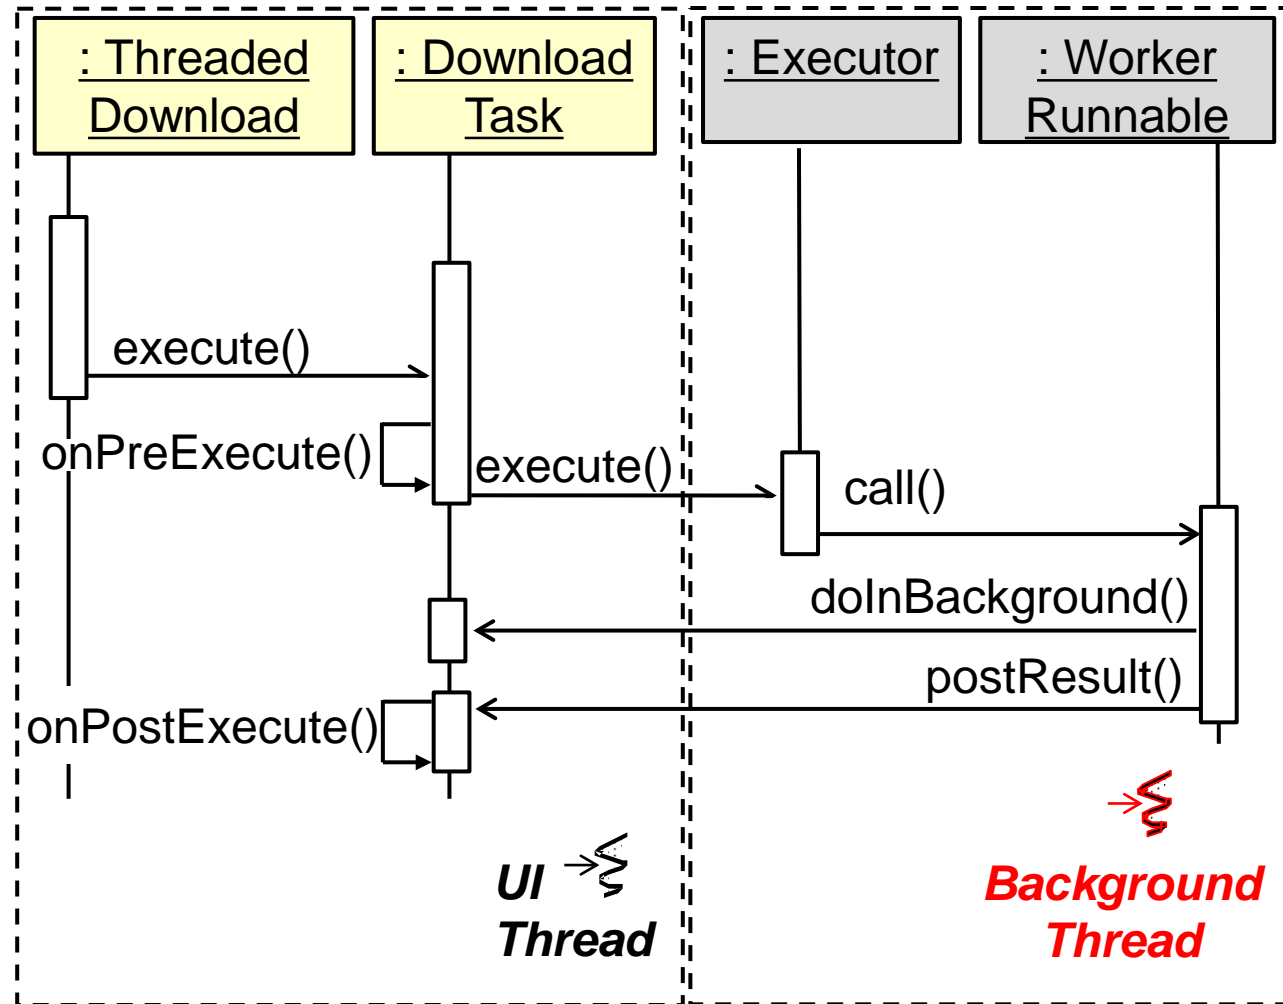 : Threaded
Download
: Download
Task
: Executor
: Worker
Runnable
execute()
onPreExecute()
execute()
call()
doInBackground()
postResult()
onPostExecute()
UI
Thread
Background
Thread